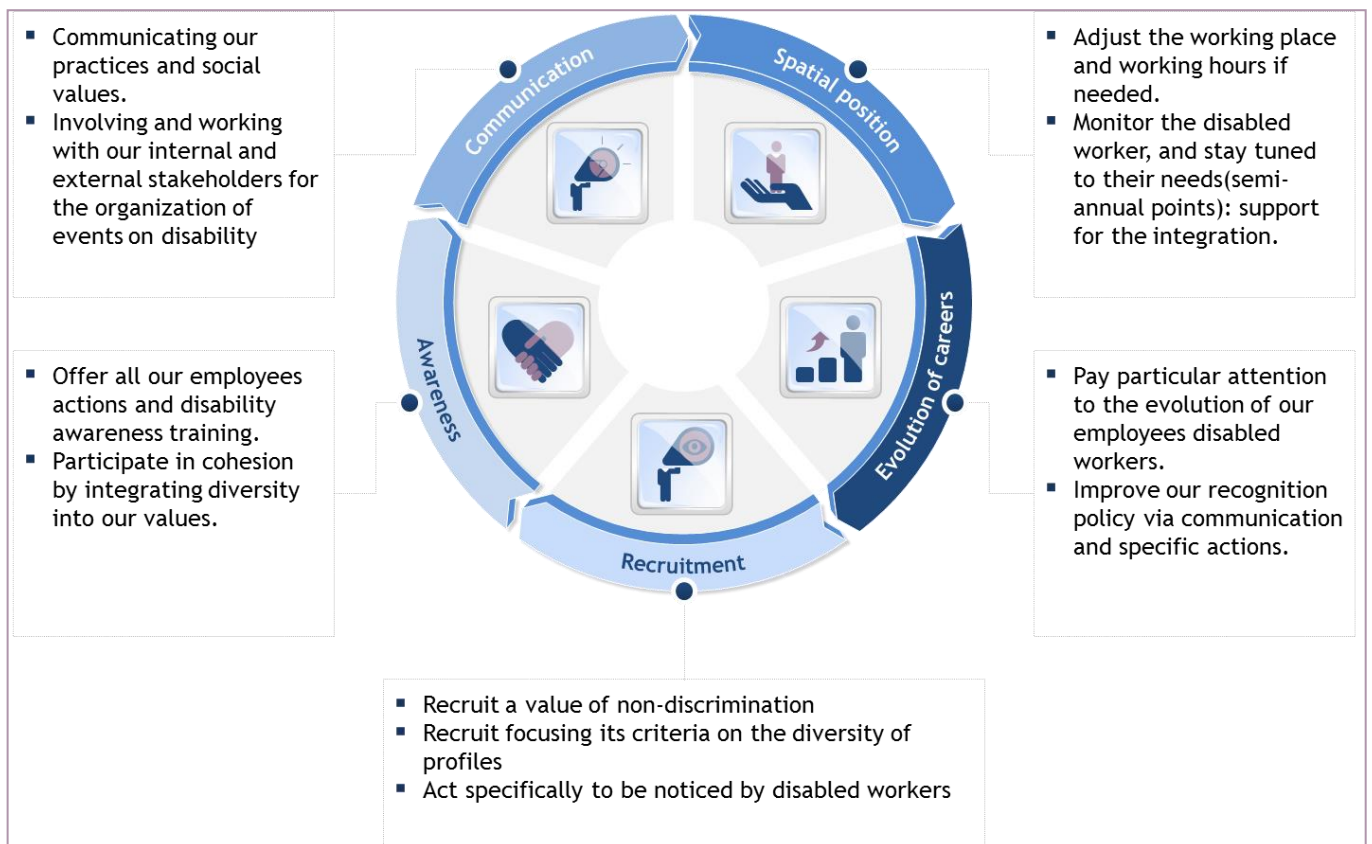 ▪ Communicating our
practices and social
values.
▪ Involving and working
with our internal and
external stakeholders for
the organization of
events on disability
Communication
Spatial position
▪ Adjust the working place
and working hours if
needed.
▪ Monitor the disabled
worker, and stay tuned
to their needs(semi-
annual points): support
for the integration.
▪ Offer all our employees
actions and disability
awareness training.
▪ Participate in cohesion
by integrating diversity
into our values.
Awareness
Evolution of careers
▪ Pay particular attention
to the evolution of our
employees disabled
workers.
▪ Improve our recognition
policy via communication
and specific actions.
Recruitment
▪ Recruit a value of non-discrimination
▪ Recruit focusing its criteria on the diversity of
profiles
▪ Act specifically to be noticed by disabled workers